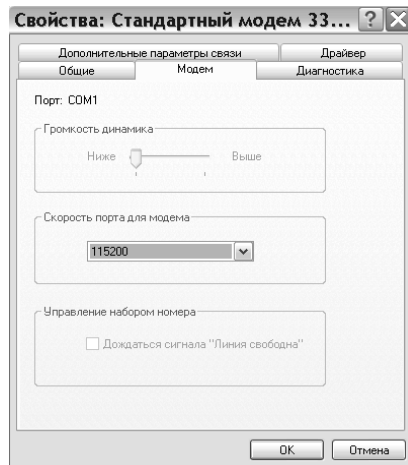 Свойства: Стандартный модем 33...
Дополнительные параметры связи Драйвер
Общие Модем Диагностика
Порт: COM1
Громкость динамика
Ниже Выше
Скорость порта для модема
115200
Управление набором номера
Дождаться сигнала "Линия свободна"
OK Отмена